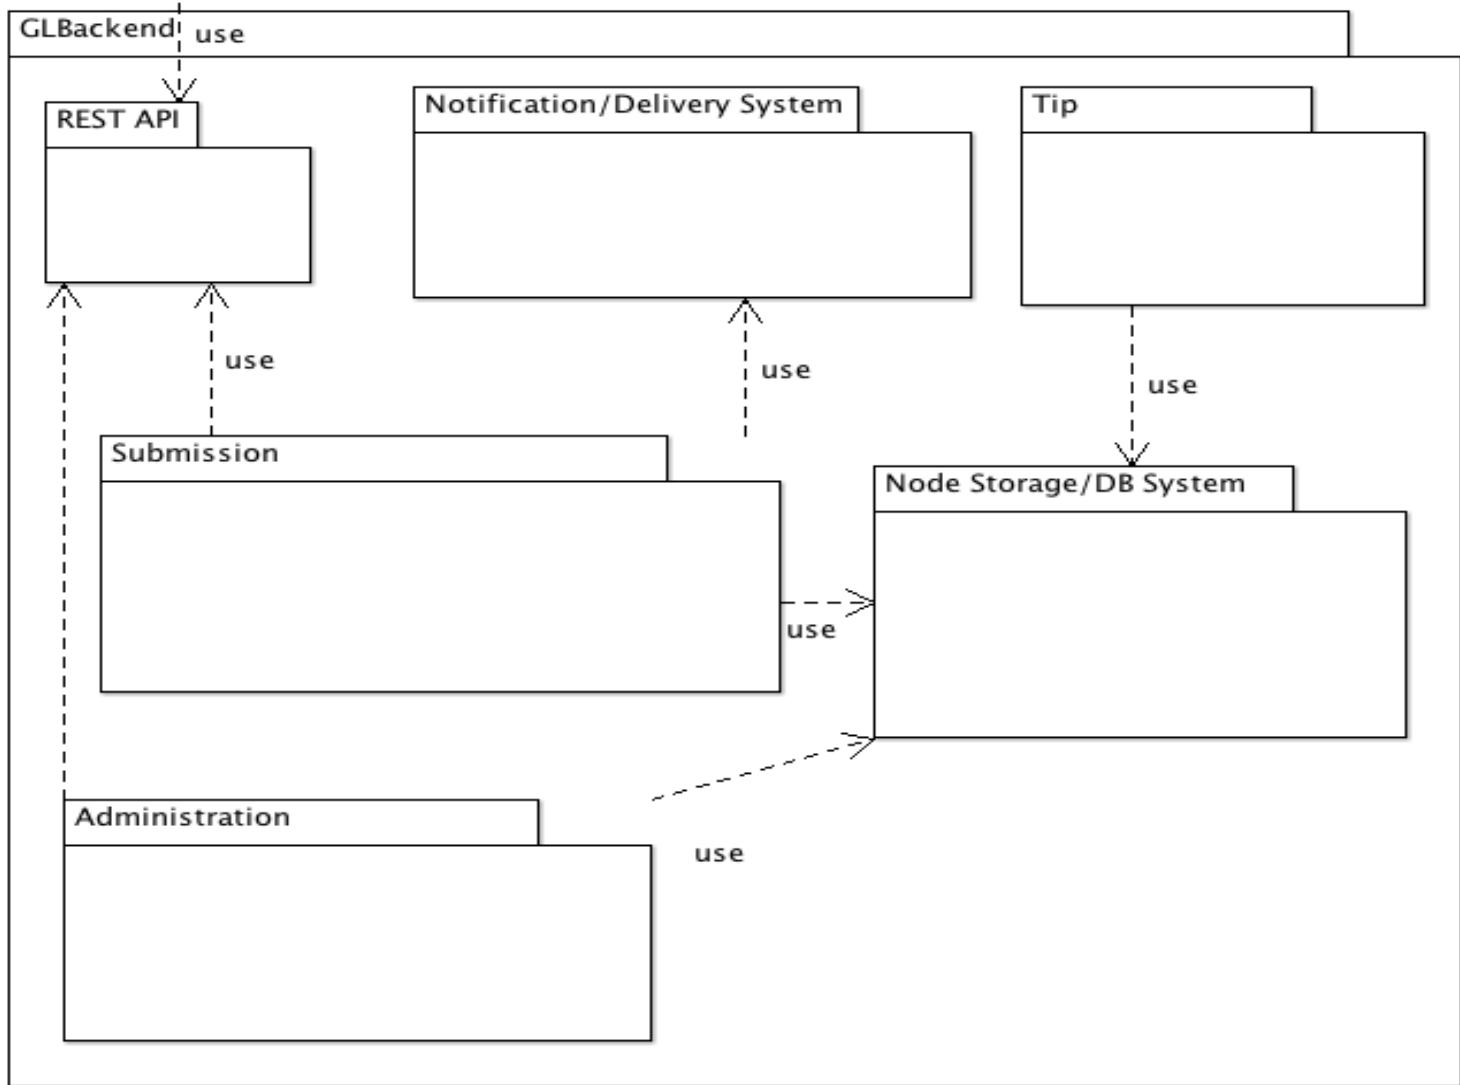 GLBackend
use
REST API
Notification/Delivery System
Tip
use
use
use
Submission
Node Storage/DB System
use
Administration
use